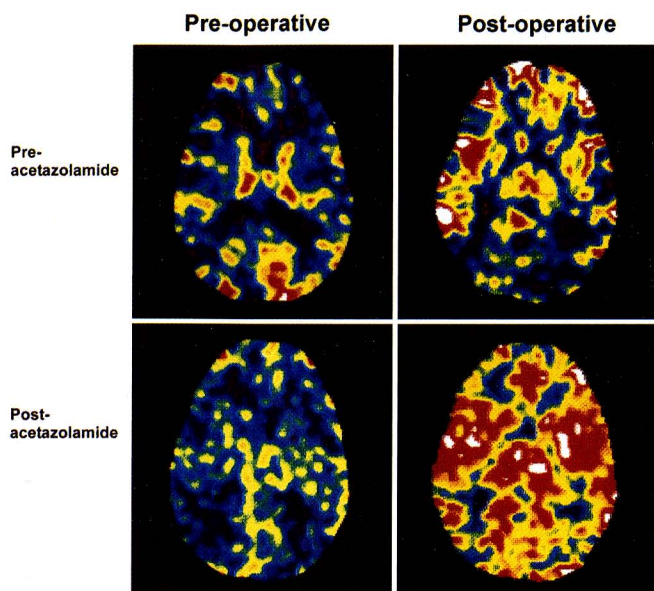 Pre-operative
Post-operative
Pre-
acetazolamide
Post-
acetazolamide